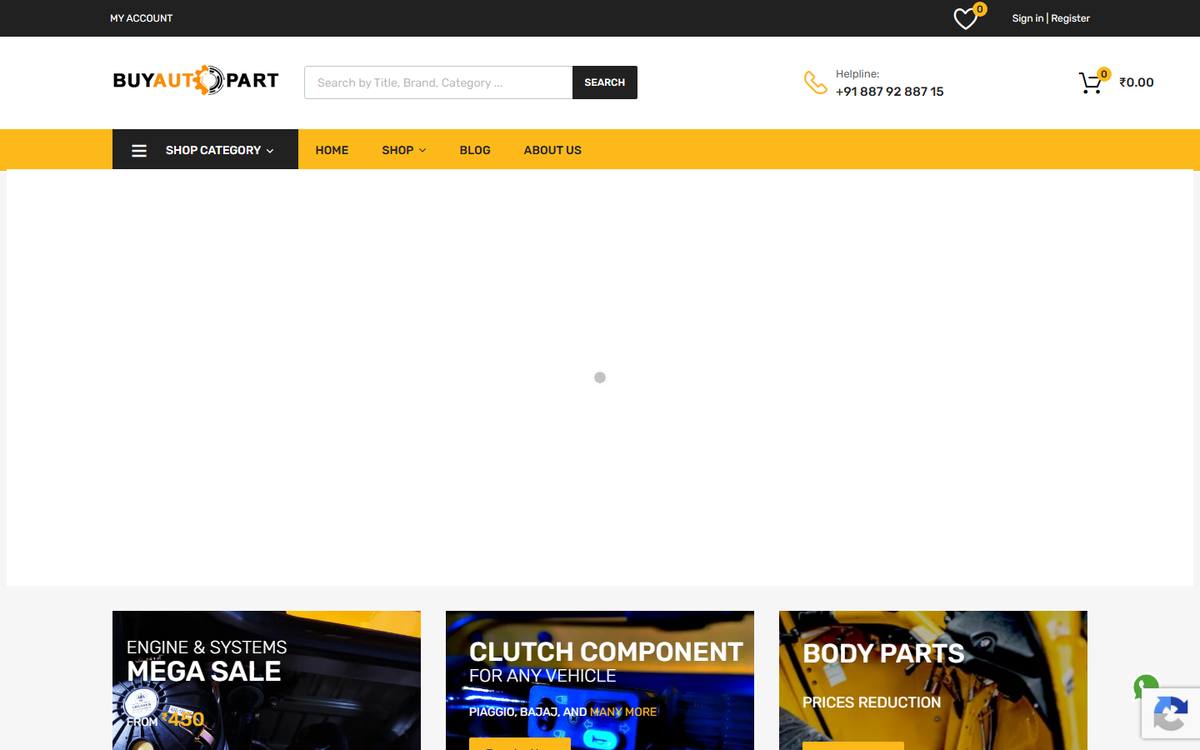 MY ACCOUNT
0
Sign in | Register
BUYAUTOPART
Search by Title, Brand, Category ...
SEARCH
Helpline:
+91 887 92 887 15
0
₹0.00
SHOP CATEGORY
HOME
SHOP
BLOG
ABOUT US
ENGINE & SYSTEMS
MEGA SALE
FROM ₹450
CLUTCH COMPONENT
FOR ANY VEHICLE
PIAGGIO, BAJAJ, AND MANY MORE
BODY PARTS
PRICES REDUCTION